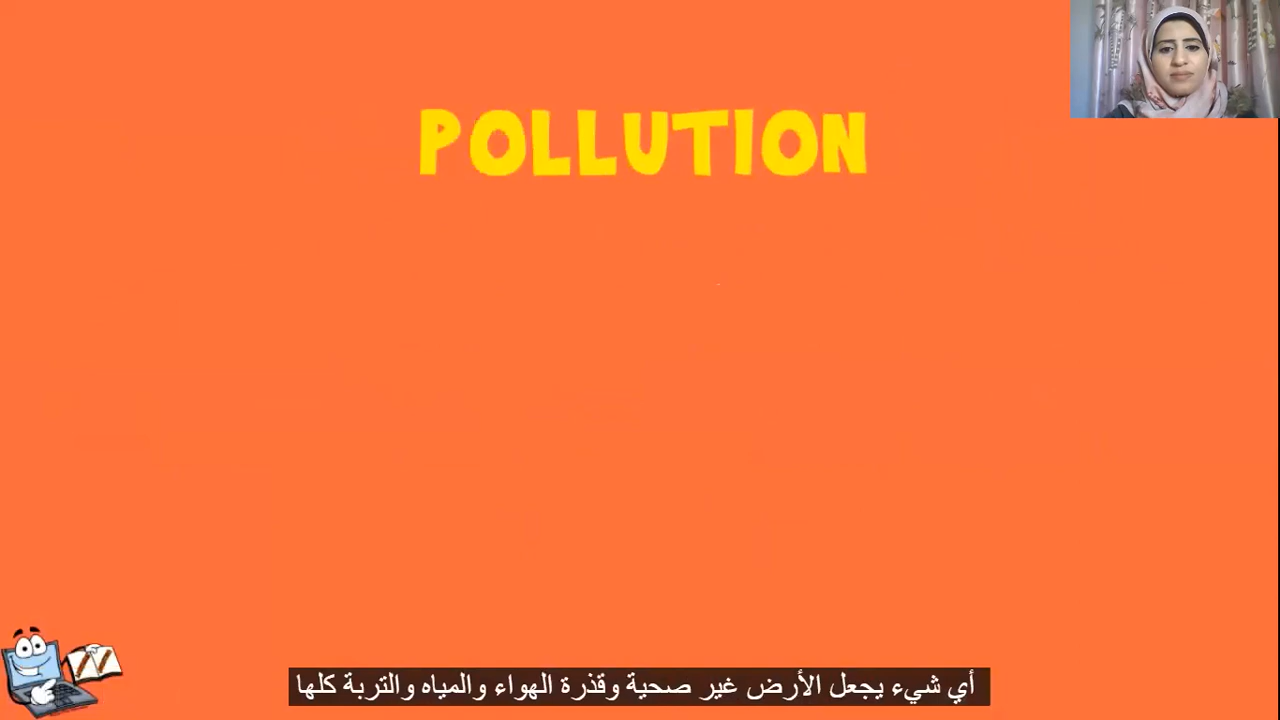 POLLUTION
أي شيء يجعل الأرض غير صحية وقذرة الهواء والمياه والتربة كلها